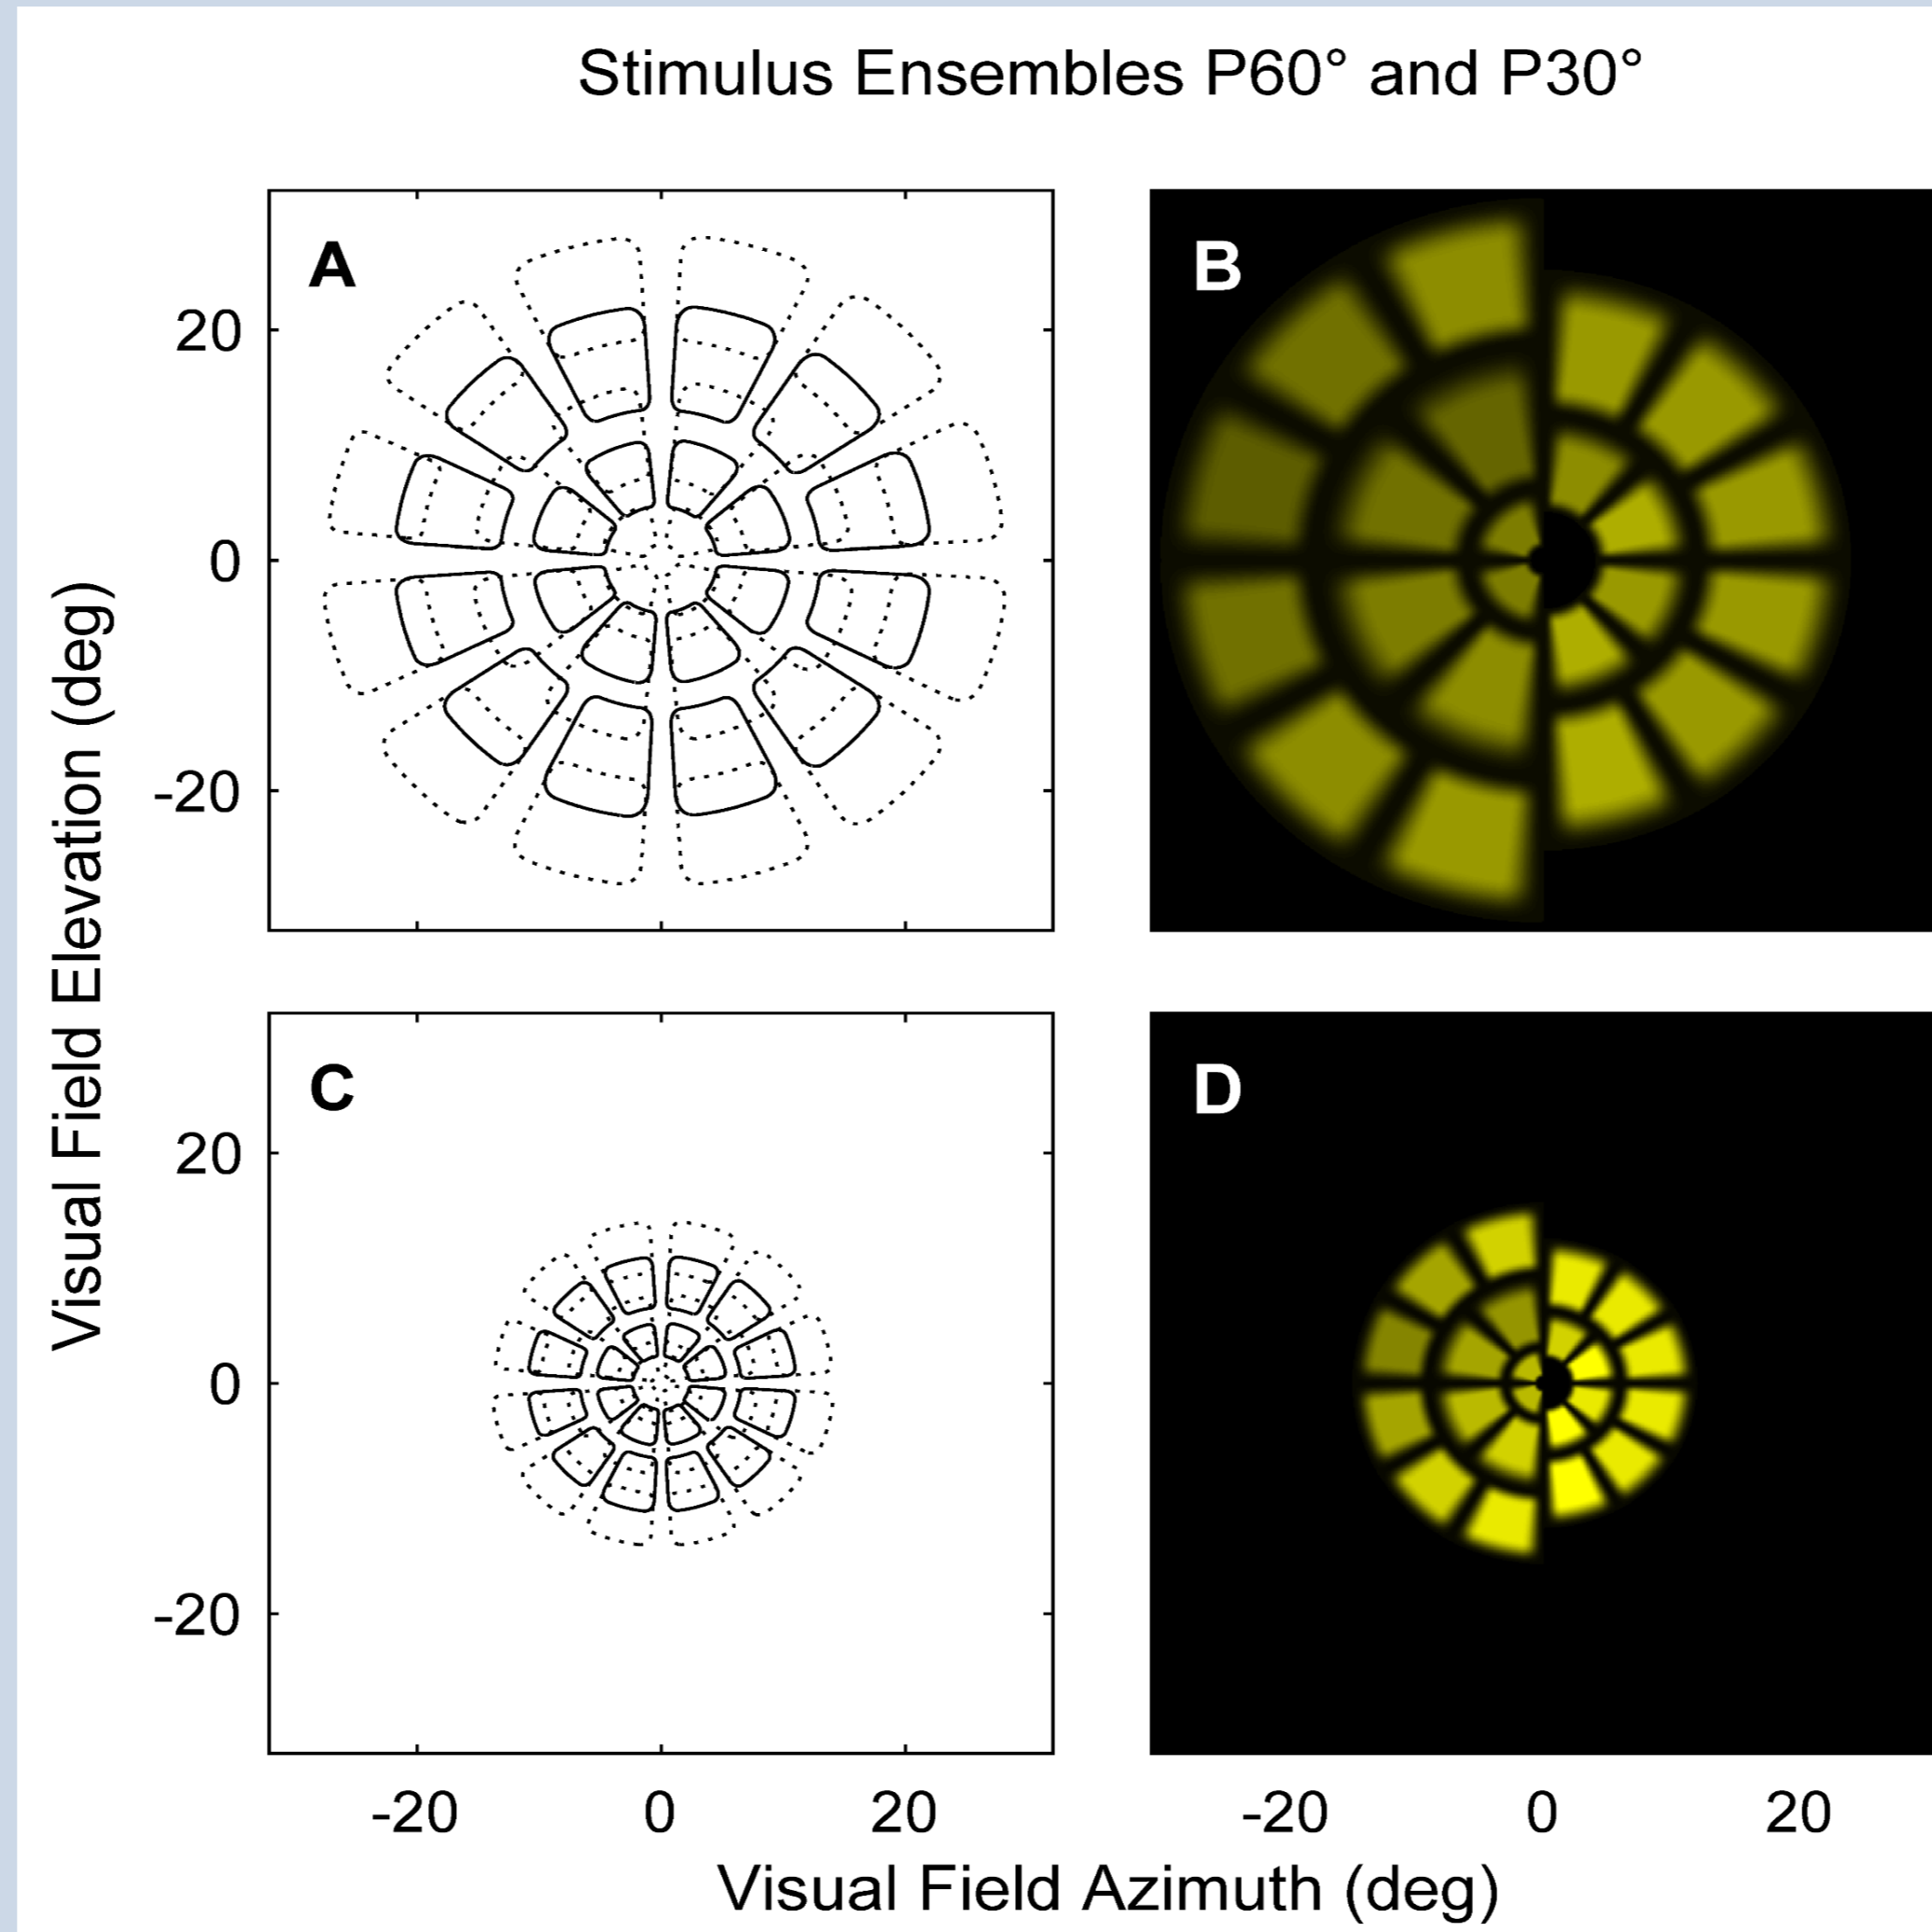 Stimulus Ensembles P60° and P30°
A
B
20
0
-20
C
D
20
0
-20
Visual Field Elevation (deg)
-20 0 20
-20 0 20
Visual Field Azimuth (deg)